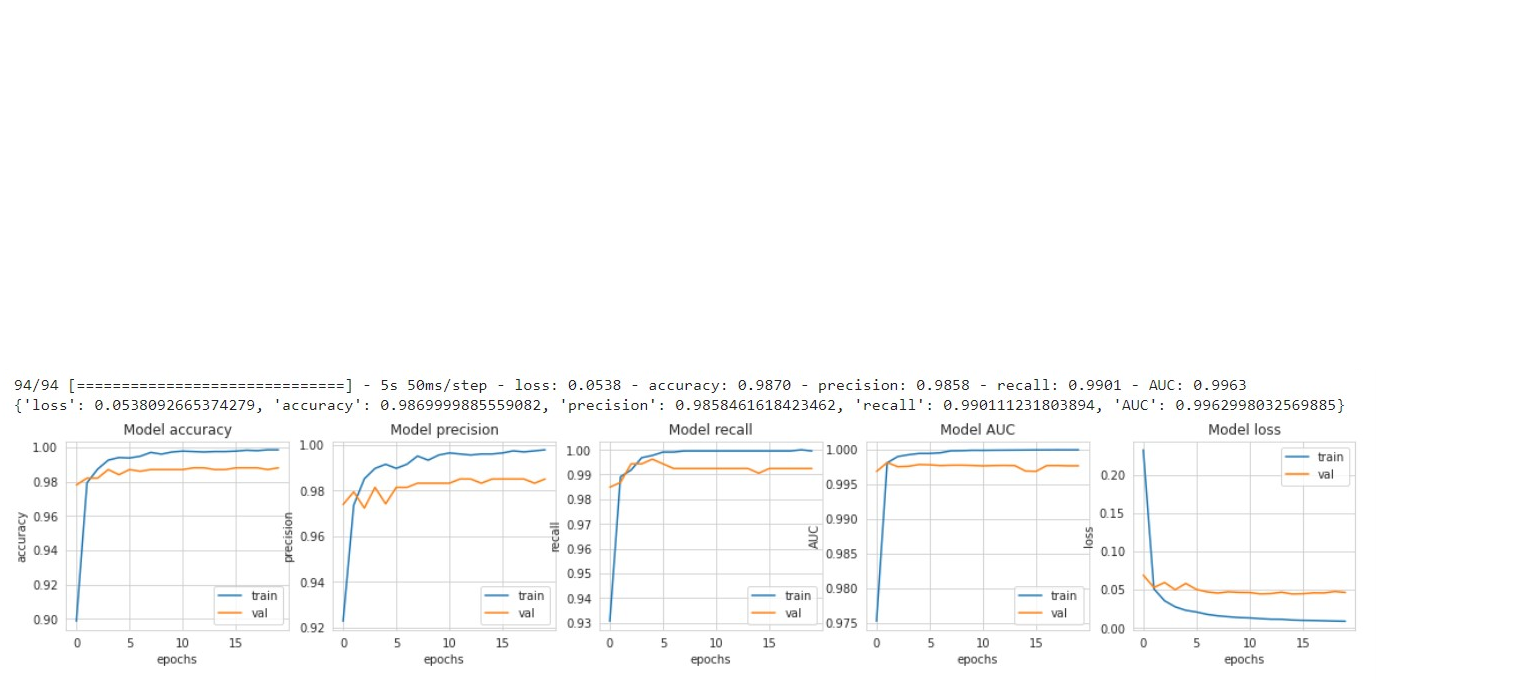 94/94 [==============================] - 5s 50ms/step - loss: 0.0538 - accuracy: 0.9870 - precision: 0.9858 - recall: 0.9901 - AUC: 0.9963
{'loss': 0.0538092665374279, 'accuracy': 0.9869999885559082, 'precision': 0.9858461618423462, 'recall': 0.990111231803894, 'AUC': 0.9962998032569885}
Model accuracy
1.00
0.98
0.96
0.94
0.92
0.90
accuracy
train
val
0 5 10 15
epochs
Model precision
1.00
0.98
0.96
0.94
0.92
precision
train
val
0 5 10 15
epochs
Model recall
1.00
0.99
0.98
0.97
0.96
0.95
0.94
0.93
recall
train
val
0 5 10 15
epochs
Model AUC
1.000
0.995
0.990
0.985
0.980
0.975
AUC
train
val
0 5 10 15
epochs
Model loss
0.20
0.15
0.10
0.05
0.00
loss
train
val
0 5 10 15
epochs